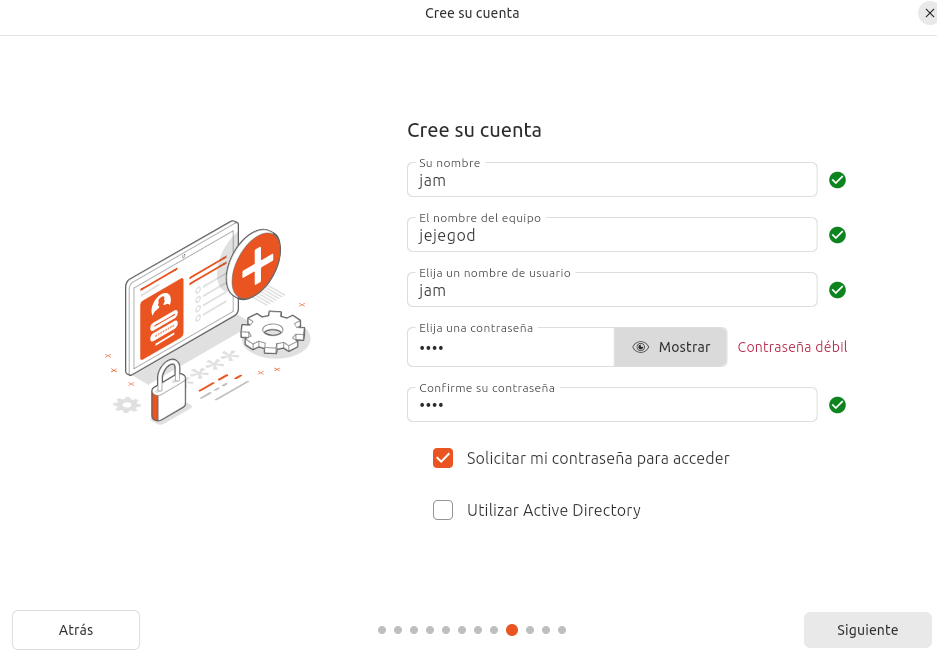 Cree su cuenta
Cree su cuenta
Su nombre
jam
El nombre del equipo
jejegod
Elija un nombre de usuario
jam
Elija una contraseña
•••• Mostrar Contraseña débil
Confirme su contraseña
••••
Solicitar mi contraseña para acceder
Utilizar Active Directory
Atrás Siguiente